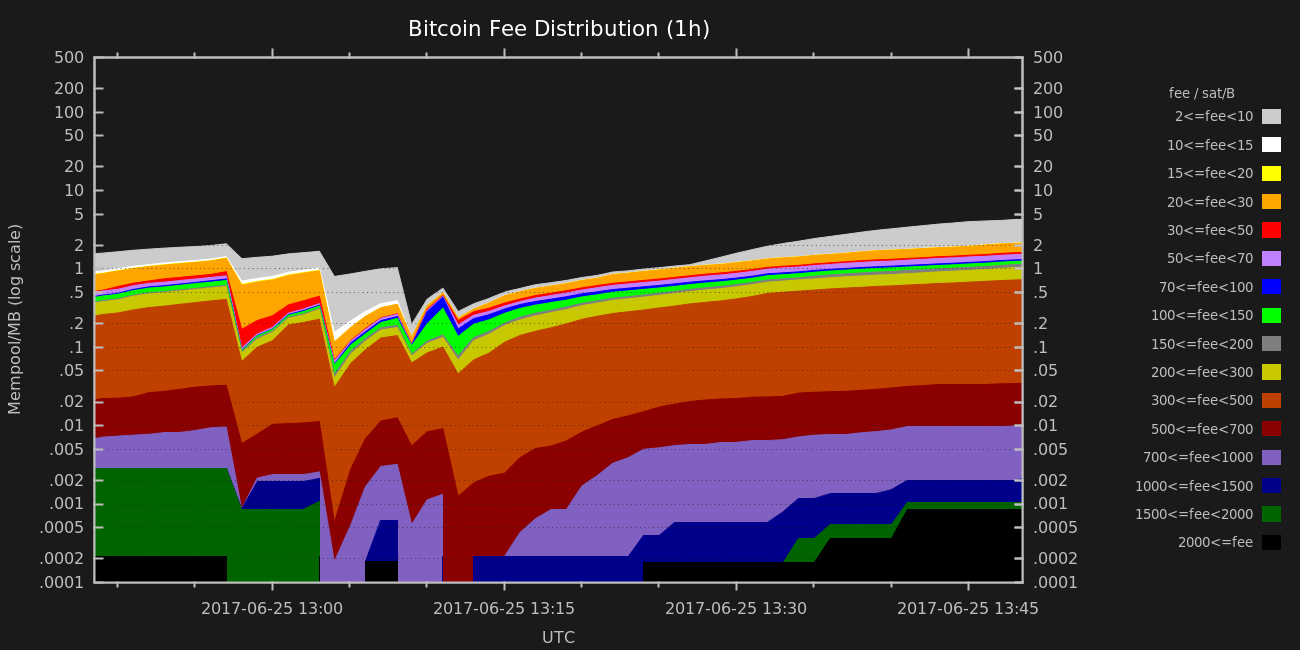 Bitcoin Fee Distribution (1h)
500 500
200 200
100 100
50 50
20 20
10 10
5 5
2 2
1 1
.5 .5
.2 .2
.1 .1
.05 .05
.02 .02
.01 .01
.005 .005
.002 .002
.001 .001
.0005 .0005
.0002 .0002
.0001 .0001
Mempool/MB (log scale)
2017-06-25 13:00 2017-06-25 13:15 2017-06-25 13:30 2017-06-25 13:45
UTC
fee / sat/B
2<=fee<10
10<=fee<15
15<=fee<20
20<=fee<30
30<=fee<50
50<=fee<70
70<=fee<100
100<=fee<150
150<=fee<200
200<=fee<300
300<=fee<500
500<=fee<700
700<=fee<1000
1000<=fee<1500
1500<=fee<2000
2000<=fee